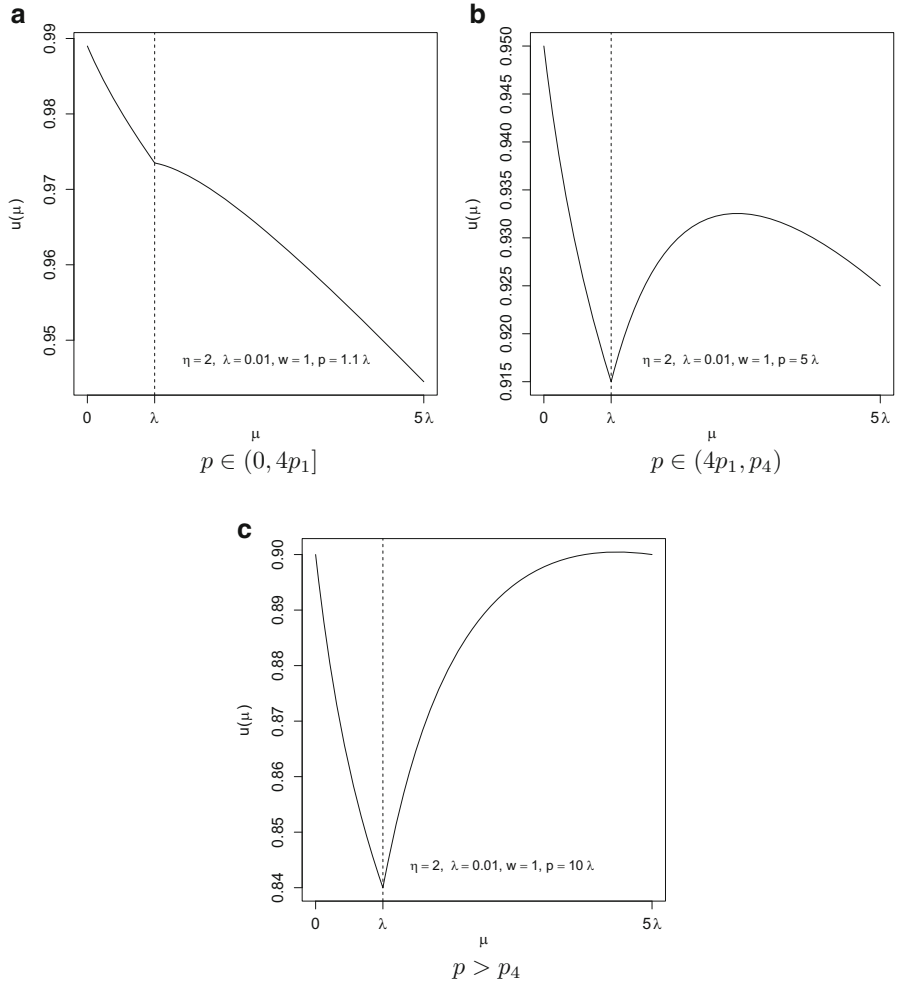 a
0.99
0.98
0.97
0.96
0.95
u(μ)
η = 2, λ = 0.01, w = 1, p = 1.1 λ
0 λ 5λ
μ
p ∈ (0, 4p₁]
b
0.950
0.945
0.940
0.935
0.930
0.925
0.920
0.915
u(μ)
η = 2, λ = 0.01, w = 1, p = 5 λ
0 λ 5λ
μ
p ∈ (4p₁, p₄)
c
0.90
0.89
0.88
0.87
0.86
0.85
0.84
u(μ)
η = 2, λ = 0.01, w = 1, p = 10 λ
0 λ 5λ
μ
p > p₄